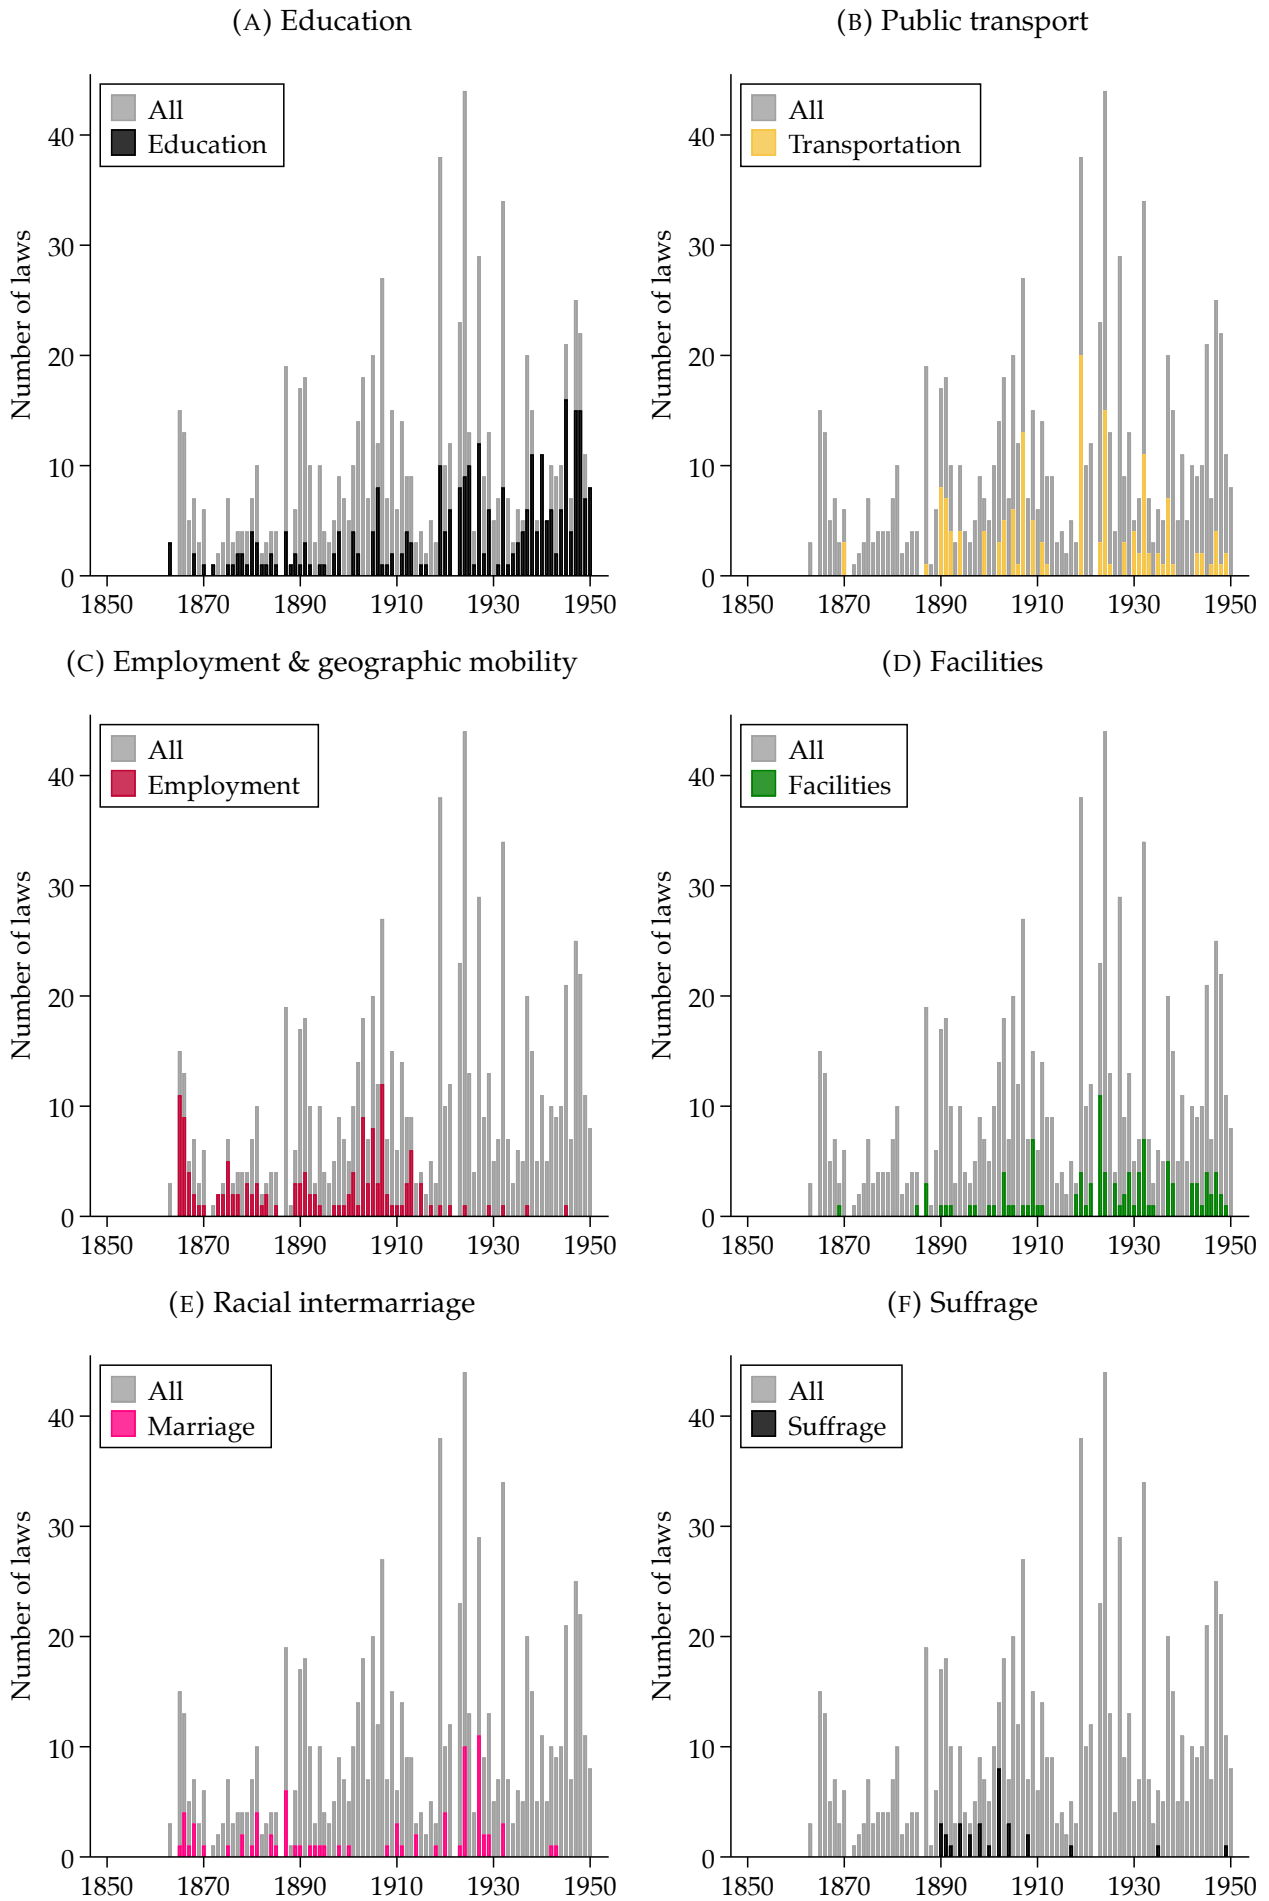 (A) Education
All
Education
Number of laws
40
30
20
10
0
1850 1870 1890 1910 1930 1950
(B) Public transport
All
Transportation
Number of laws
40
30
20
10
0
1850 1870 1890 1910 1930 1950
(C) Employment & geographic mobility
All
Employment
Number of laws
40
30
20
10
0
1850 1870 1890 1910 1930 1950
(D) Facilities
All
Facilities
Number of laws
40
30
20
10
0
1850 1870 1890 1910 1930 1950
(E) Racial intermarriage
All
Marriage
Number of laws
40
30
20
10
0
1850 1870 1890 1910 1930 1950
(F) Suffrage
All
Suffrage
Number of laws
40
30
20
10
0
1850 1870 1890 1910 1930 1950